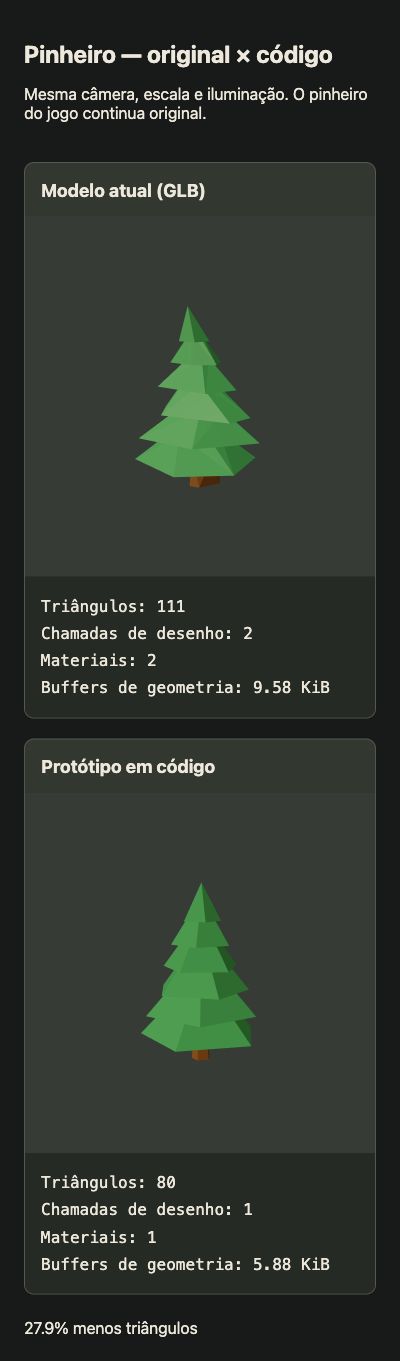 Pinheiro — original × código
Mesma câmera, escala e iluminação. O pinheiro
do jogo continua original.
Modelo atual (GLB)
Triângulos: 111
Chamadas de desenho: 2
Materiais: 2
Buffers de geometria: 9.58 KiB
Protótipo em código
Triângulos: 80
Chamadas de desenho: 1
Materiais: 1
Buffers de geometria: 5.88 KiB
27.9% menos triângulos